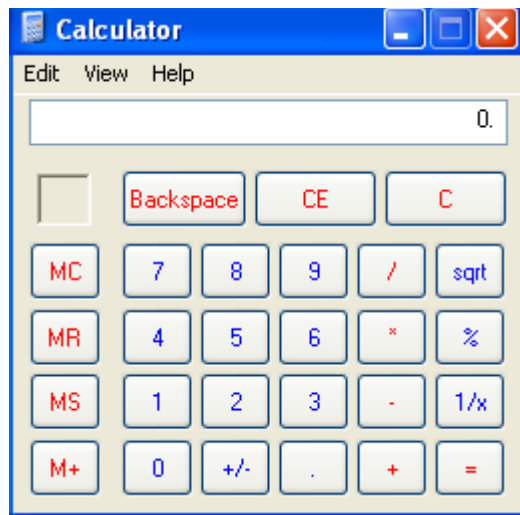 Calculator
Edit View Help
0.
Backspace CE C
MC 7 8 9 / sqrt
MR 4 5 6 * %
MS 1 2 3 - 1/x
M+ 0 +/- . + =